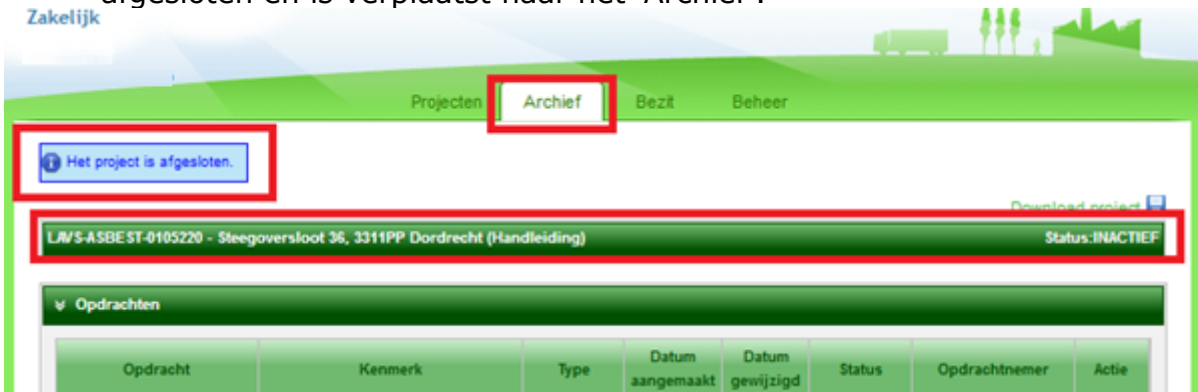 afgesloten en is verplaatst naar het 'Archief'.
Zakelijk
Projecten Archief Bezit Beheer
Het project is afgesloten.
Download project
LAVS-ASBEST-0105220 - Steegoversloot 36, 3311PP Dordrecht (Handleiding) Status:INACTIEF
Opdrachten
Opdracht Kenmerk Type Datum aangemaakt Datum gewijzigd Status Opdrachtnemer Actie